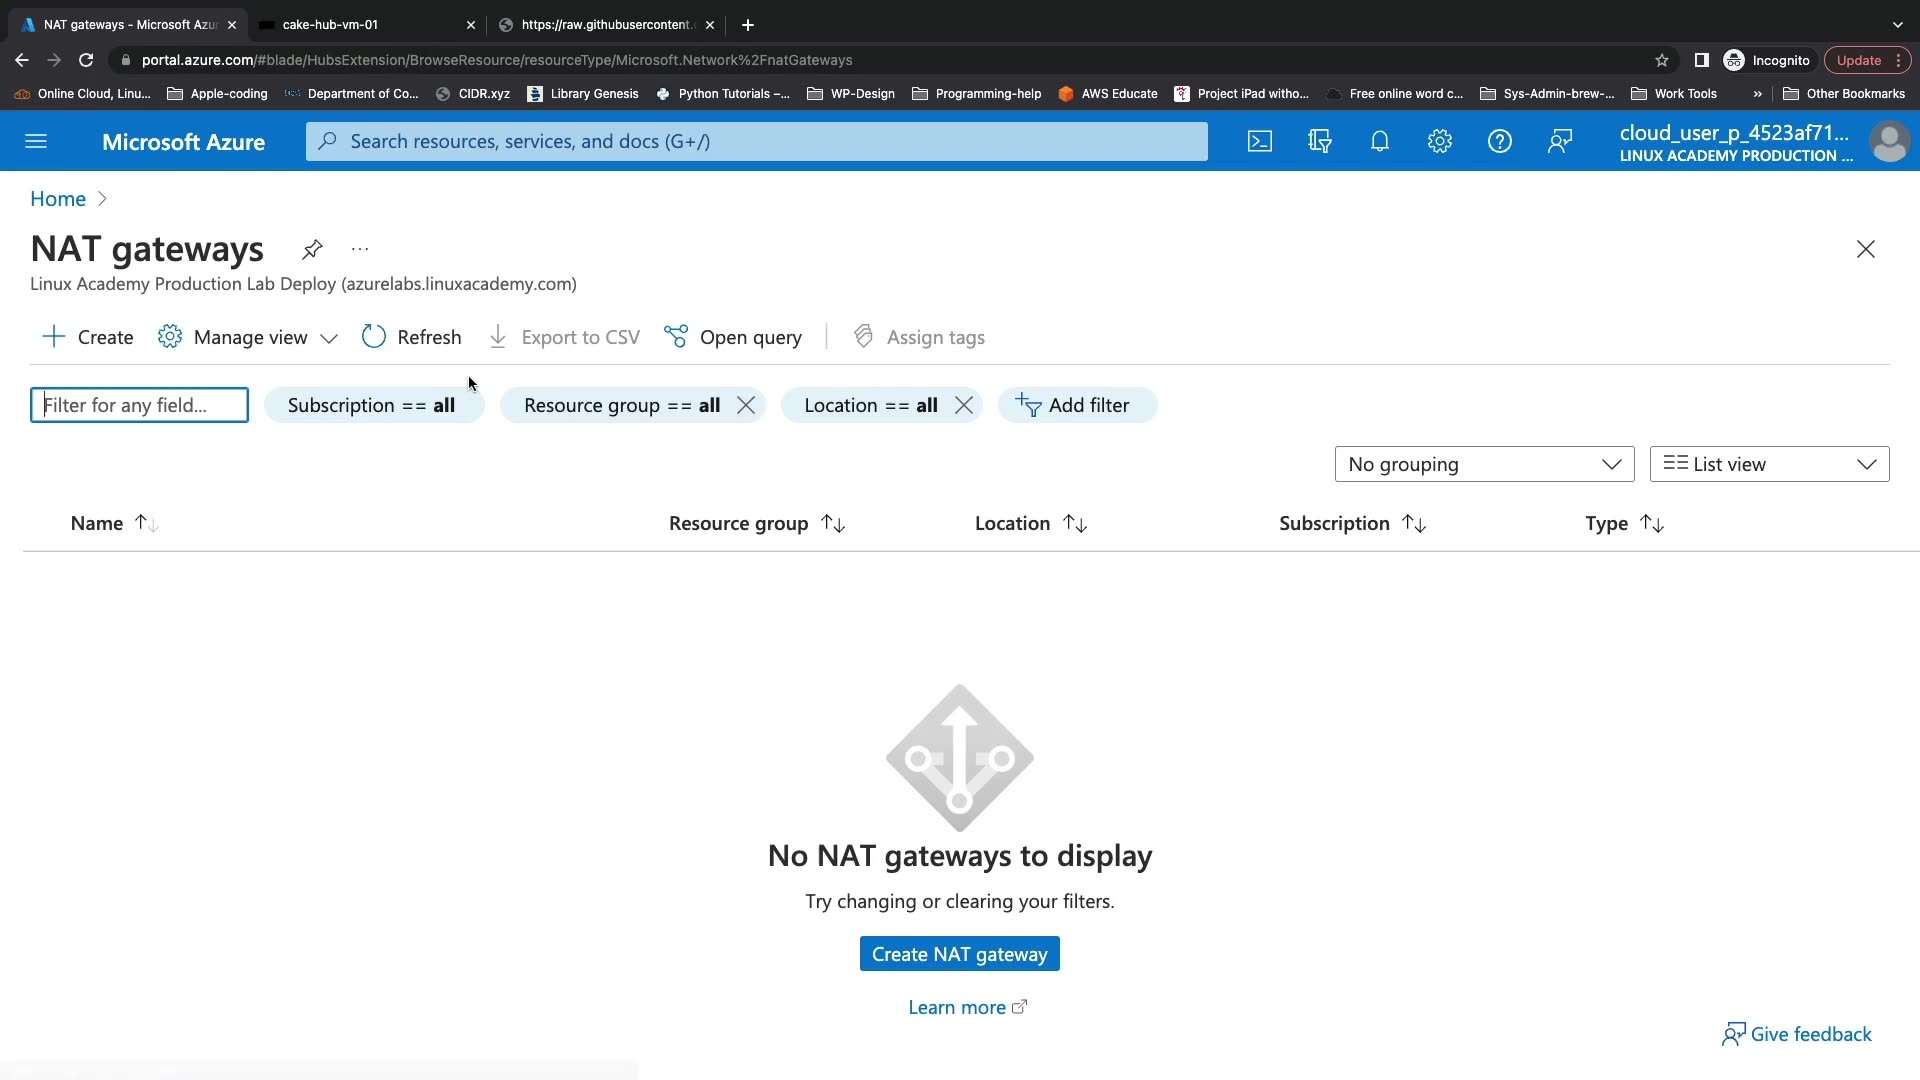 NAT gateways - Microsoft Azur
cake-hub-vm-01
https://raw.githubusercontent.
portal.azure.com/#blade/HubsExtension/BrowseResource/resourceType/Microsoft.Network%2FnatGateways
Incognito
Update
Online Cloud, Linu...
Apple-coding
Department of Co...
CIDR.xyz
Library Genesis
Python Tutorials –...
WP-Design
Programming-help
AWS Educate
Project iPad witho...
Free online word c...
Sys-Admin-brew-...
Work Tools
»
Other Bookmarks
Microsoft Azure
Search resources, services, and docs (G+/)
cloud_user_p_4523af71...
LINUX ACADEMY PRODUCTION ...
Home
NAT gateways
...
Linux Academy Production Lab Deploy (azurelabs.linuxacademy.com)
Create
Manage view
Refresh
Export to CSV
Open query
Assign tags
Filter for any field...
Subscription == all
Resource group == all
Location == all
Add filter
No grouping
List view
Name
Resource group
Location
Subscription
Type
No NAT gateways to display
Try changing or clearing your filters.
Create NAT gateway
Learn more
Give feedback